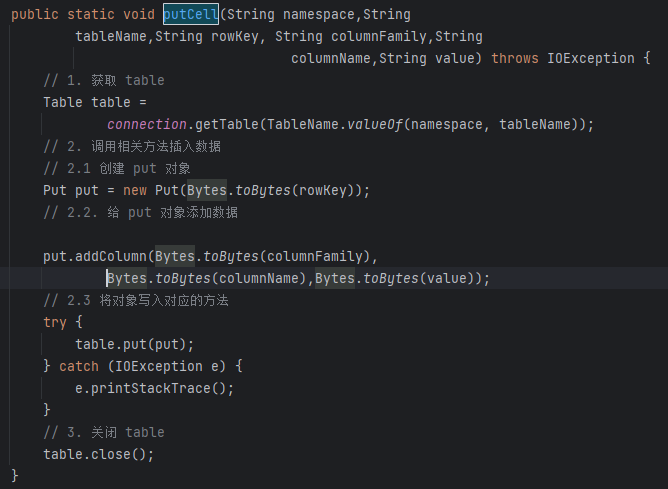 public static void putCell(String namespace,String
tableName,String rowKey, String columnFamily,String
columnName,String value) throws IOException {
// 1. 获取 table
Table table =
connection.getTable(TableName.valueOf(namespace, tableName));
// 2. 调用相关方法插入数据
// 2.1 创建 put 对象
Put put = new Put(Bytes.toBytes(rowKey));
// 2.2. 给 put 对象添加数据
put.addColumn(Bytes.toBytes(columnFamily),
Bytes.toBytes(columnName),Bytes.toBytes(value));
// 2.3 将对象写入对应的方法
try {
table.put(put);
} catch (IOException e) {
e.printStackTrace();
}
// 3. 关闭 table
table.close();
}